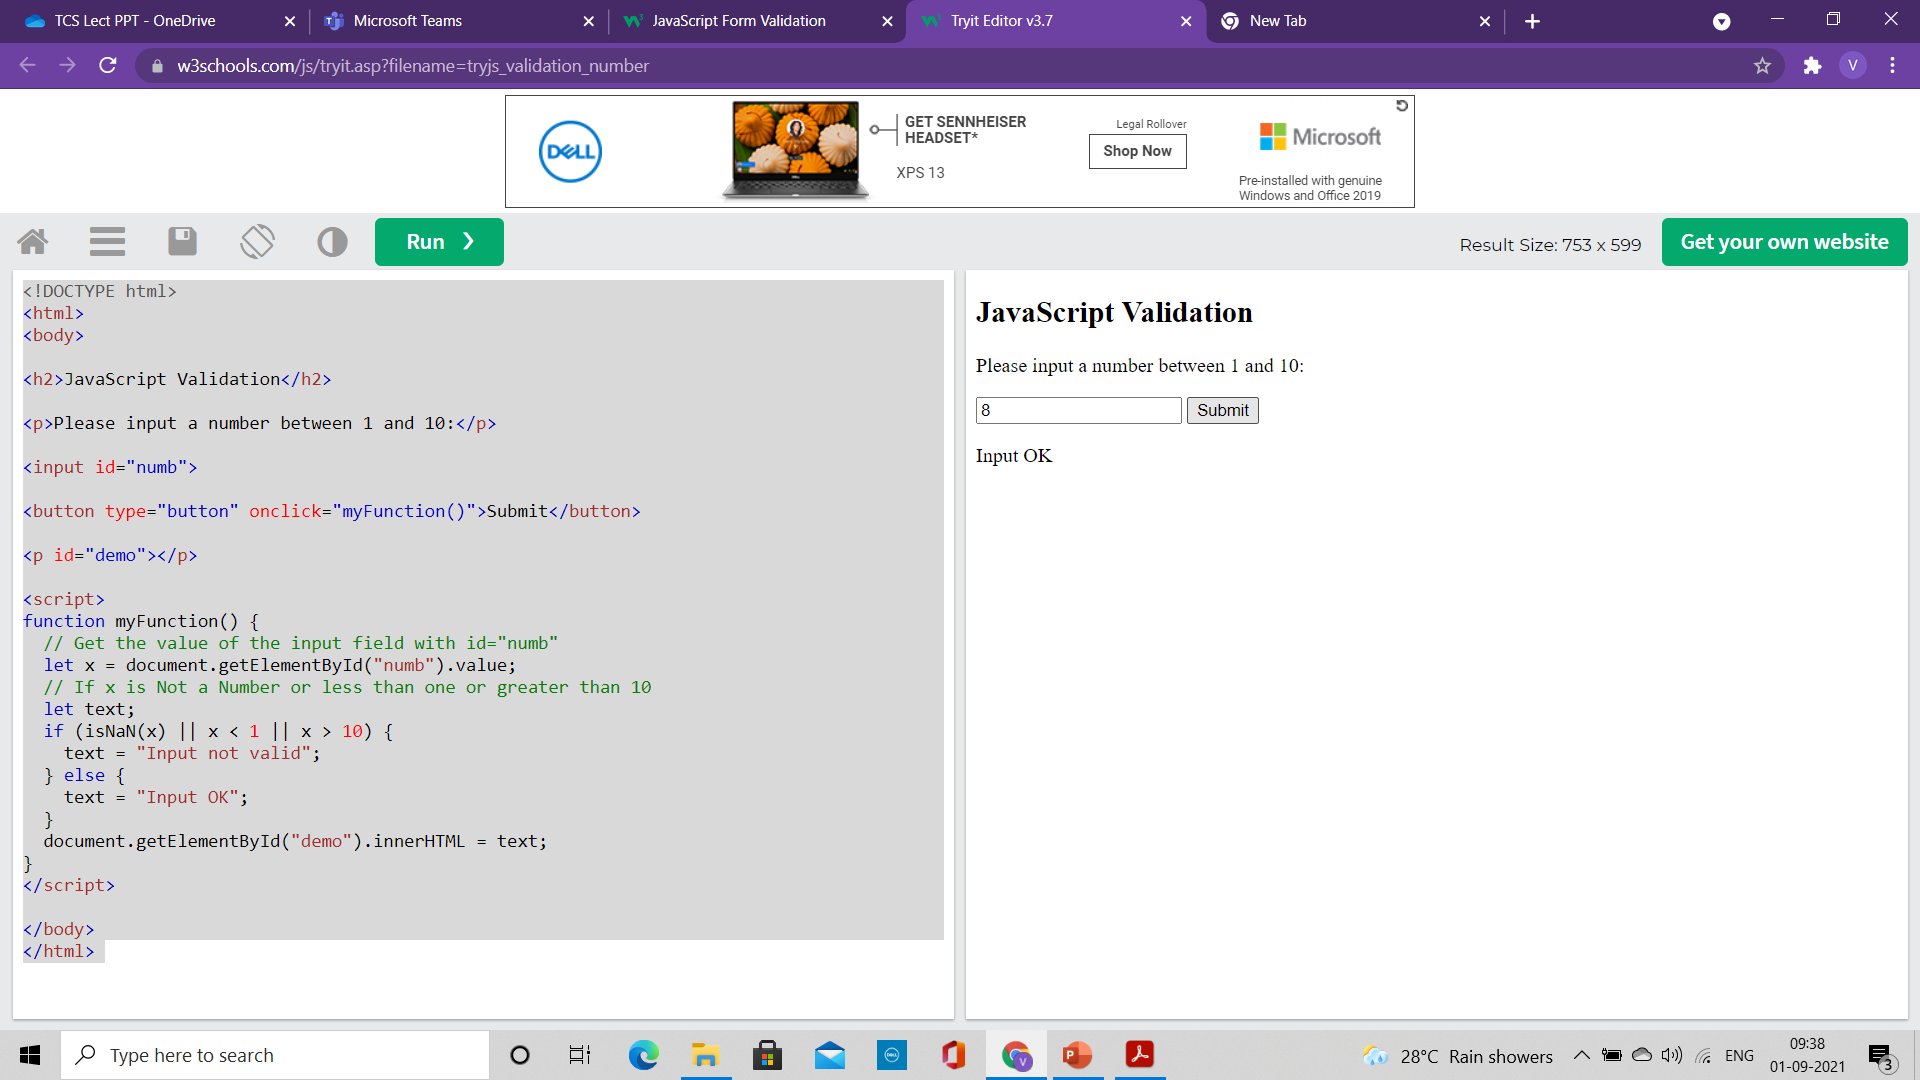 TCS Lect PPT - OneDrive
Microsoft Teams
JavaScript Form Validation
Tryit Editor v3.7
New Tab
w3schools.com/js/tryit.asp?filename=tryjs_validation_number
V
DELL
GET SENNHEISER
HEADSET*
XPS 13
Legal Rollover
Shop Now
Microsoft
Pre-installed with genuine
Windows and Office 2019
Run ❯
Result Size: 753 x 599
Get your own website
<!DOCTYPE html>
<html>
<body>
<h2>JavaScript Validation</h2>
<p>Please input a number between 1 and 10:</p>
<input id="numb">
<button type="button" onclick="myFunction()">Submit</button>
<p id="demo"></p>
<script>
function myFunction() {
// Get the value of the input field with id="numb"
let x = document.getElementById("numb").value;
// If x is Not a Number or less than one or greater than 10
let text;
if (isNaN(x) || x < 1 || x > 10) {
text = "Input not valid";
} else {
text = "Input OK";
}
document.getElementById("demo").innerHTML = text;
}
</script>
</body>
</html>
JavaScript Validation
Please input a number between 1 and 10:
8
Submit
Input OK
Type here to search
28°C Rain showers
ENG
09:38
01-09-2021
3